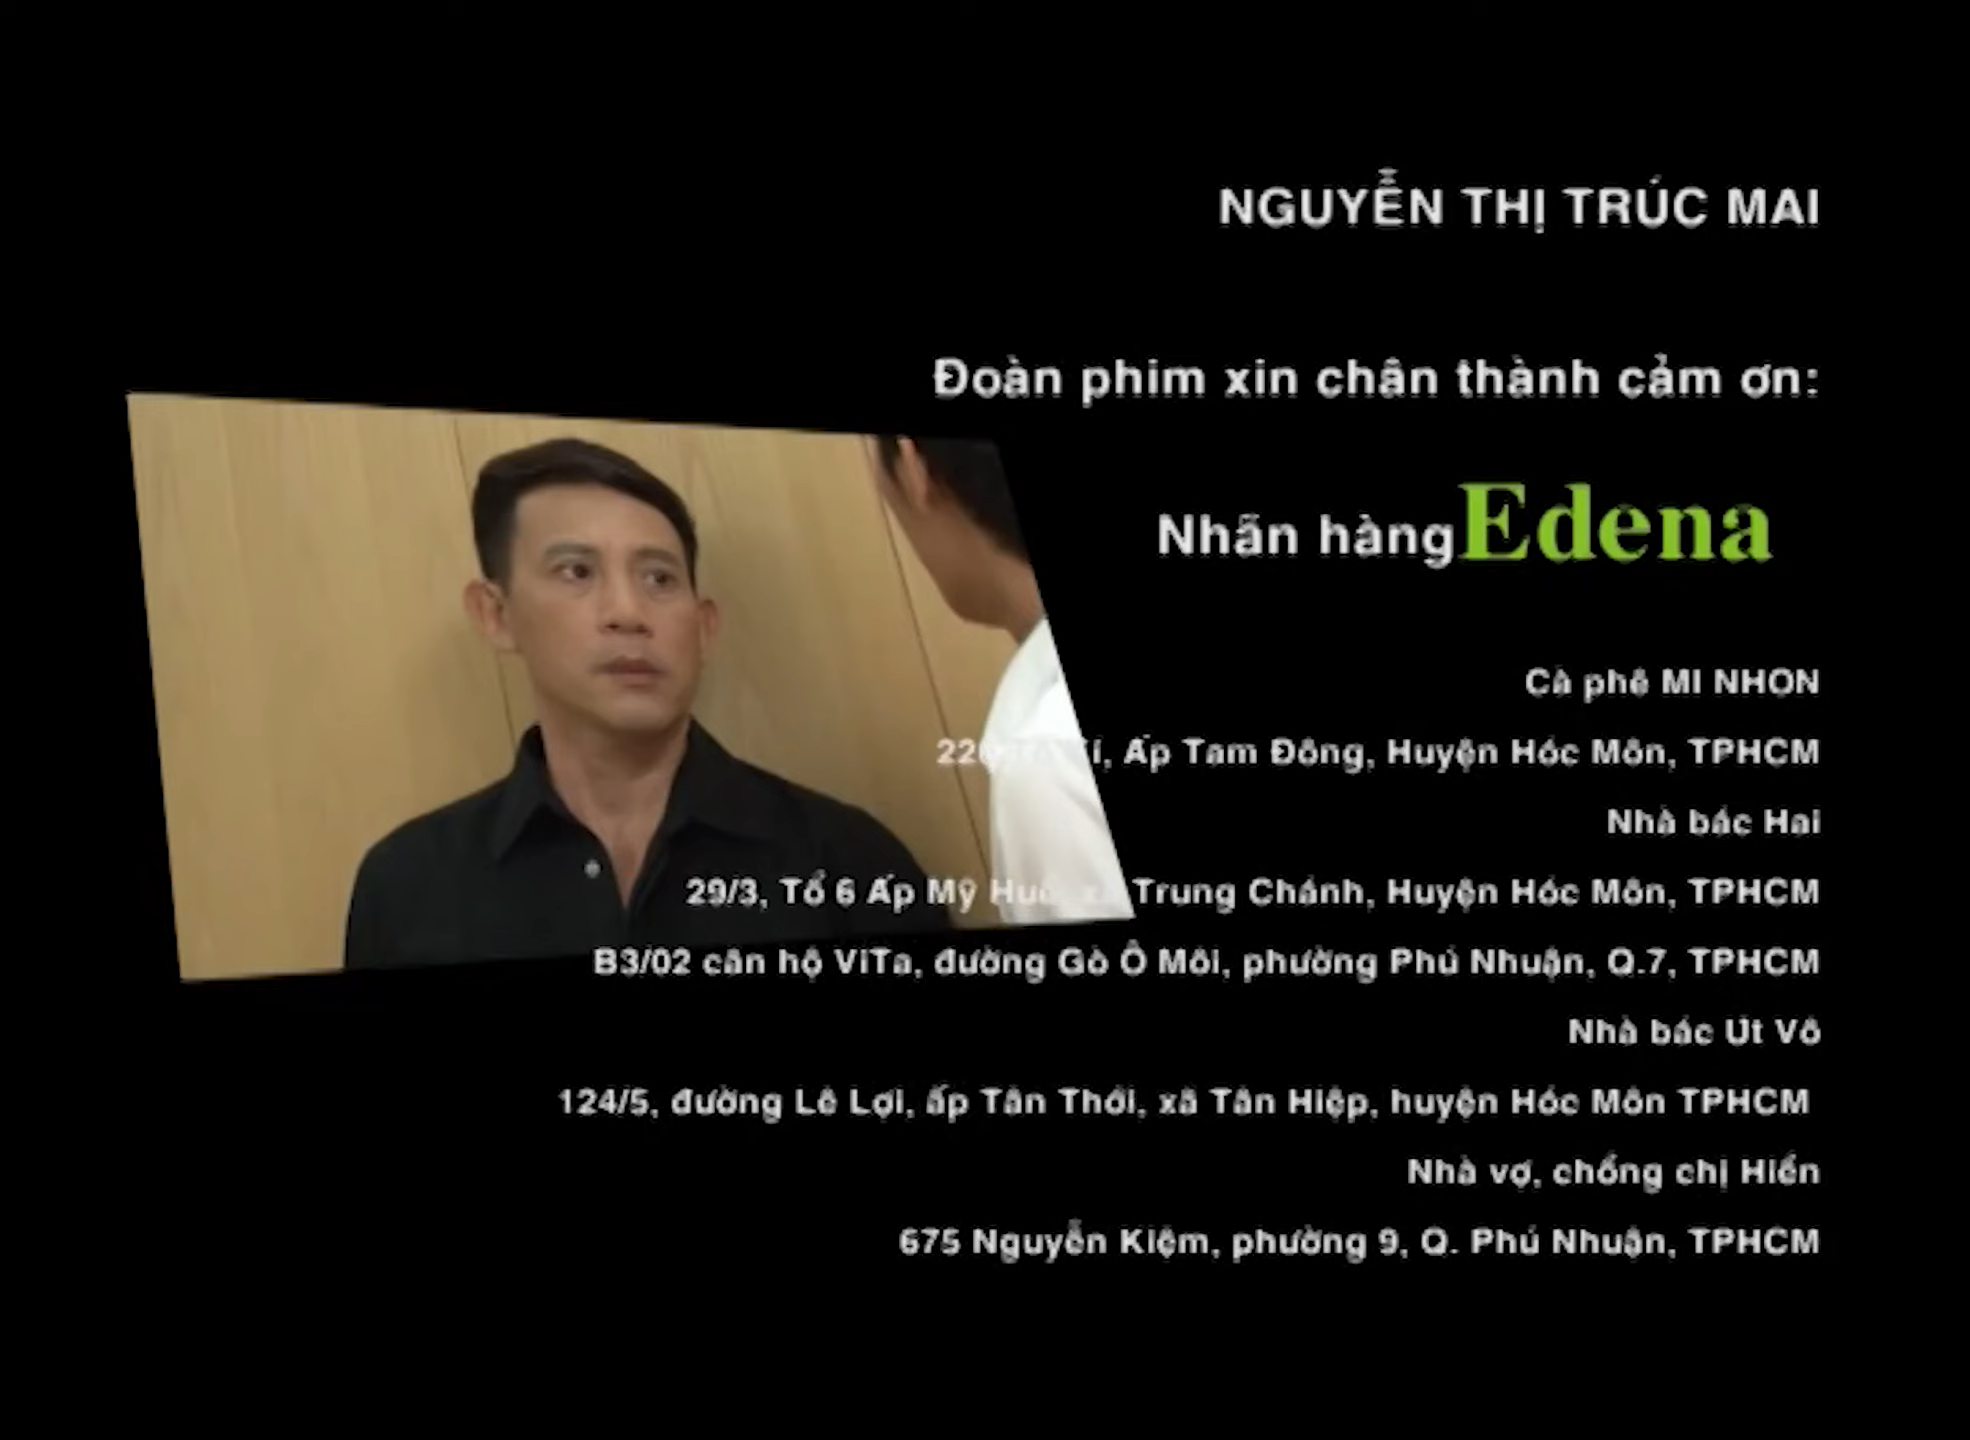 NGUYỄN THỊ TRÚC MAI
Đoàn phim xin chân thành cảm ơn:
Nhãn hàng Edena
Cà phê MI NHON
Ấp Tam Đông, Huyện Hóc Môn, TPHCM
Nhà bác Hai
29/3, Tổ 6 Ấp Mỹ Trung Chánh, Huyện Hóc Môn, TPHCM
B3/02 căn hộ ViTa, đường Gò Ô Môi, phường Phú Nhuận, Q.7, TPHCM
Nhà bác Út Vô
124/5, đường Lê Lợi, ấp Tân Thới, xã Tân Hiệp, huyện Hóc Môn TPHCM
Nhà vợ, chồng chị Hiền
675 Nguyễn Kiệm, phường 9, Q. Phú Nhuận, TPHCM